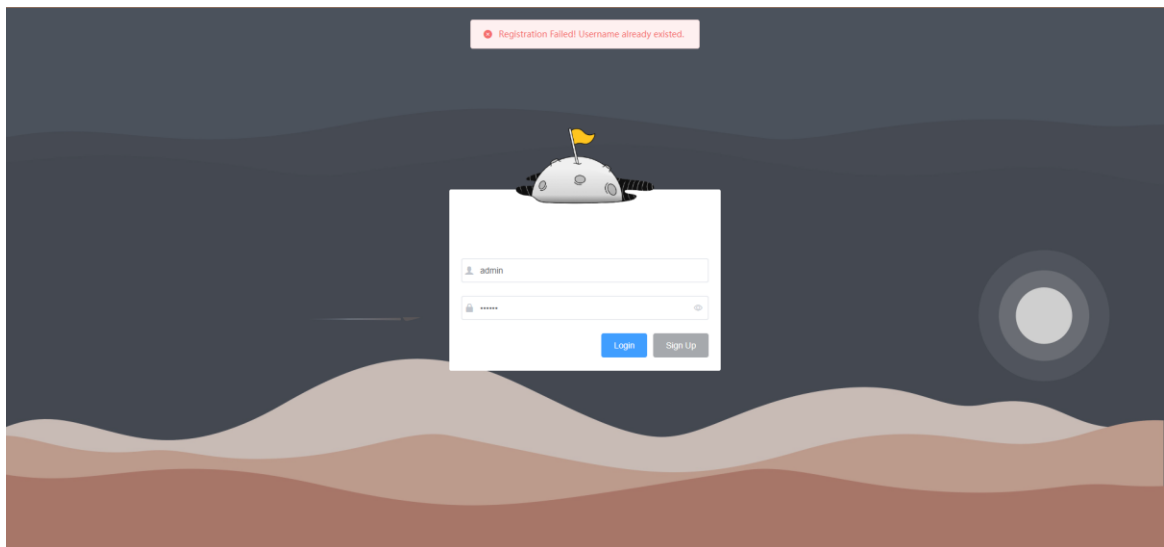 Registration Failed! Username already existed.
admin
••••••
Login
Sign Up